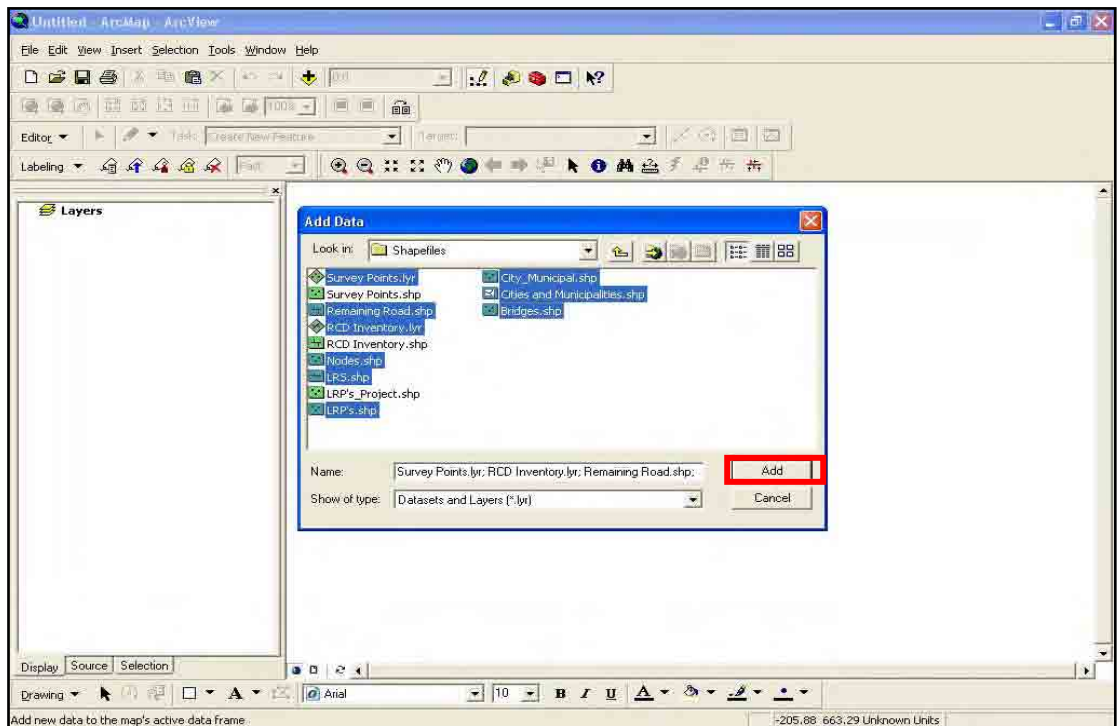 Untitled - ArcMap - ArcView
File Edit View Insert Selection Tools Window Help
100%
Editor Task: Create New Feature Target:
Labeling Fast
Layers
Add Data
Look in: Shapefiles
Survey Points.lyr
Survey Points.shp
Remaining Road.shp
RCD Inventory.lyr
RCD Inventory.shp
Nodes.shp
LRS.shp
LRP's_Project.shp
LRP's.shp
City_Municipal.shp
Cities and Municipalities.shp
Bridges.shp
Name: Survey Points.lyr; RCD Inventory.lyr; Remaining Road.shp;
Add
Show of type: Datasets and Layers (*.lyr)
Cancel
Display Source Selection
Drawing A Arial 10 B I U A
Add new data to the map's active data frame
-205.88 663.29 Unknown Units